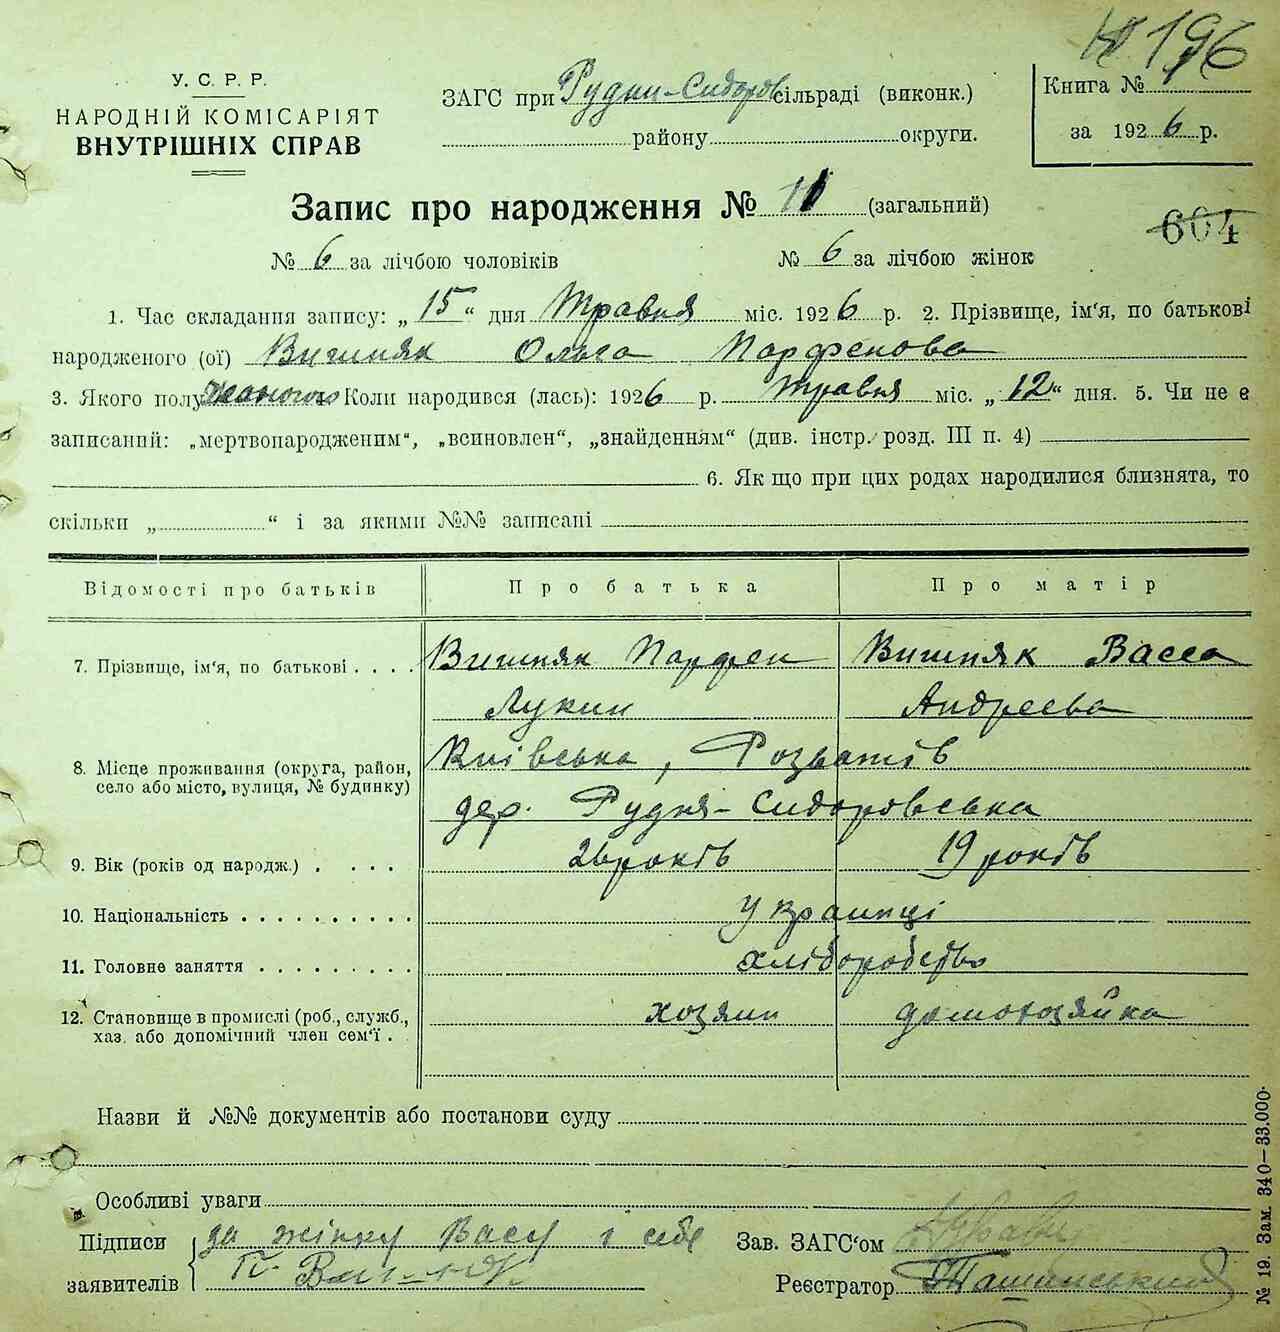 196
У. С. Р. Р.
НАРОДНІЙ КОМІСАРІЯТ
ВНУТРІШНІХ СПРАВ
ЗАГС при Рудни-Сидоров сільраді (виконк.)
району округи.
Книга №
за 1926 р.
Запис про народження № 11 (загальний)
604
№ 6 за лічбою чоловіків № 6 за лічбою жінок
1. Час складання запису: „15“ дня Травня міс. 1926 р. 2. Прізвище, ім‘я, по батькові
народженого (ої) Вишняк Ольга Парфенова
3. Якого полу жоночого Коли народився (лась): 1926 р. травня міс. „12“ дня. 5. Чи не є
записаний: „мертвонародженим“, „всиновлен“, „знайденням“ (див. інстр. розд. III п. 4)
6. Як що при цих родах народилися близнята, то
скільки „ “ і за якими №№ записані
Відомості про батьків Про батька Про матір
7. Прізвище, ім‘я, по батькові . . . . Вишняк Парфен Вишняк Васса
Лукин Андреева
8. Місце проживання (округа, район, село або місто, вулиця, № будинку) Київська, Розважів
дер. Рудня-Сидоровська
9. Вік (років од народж.) . . . . . 26 років 19 років
10. Національність . . . . . . . . . . Українці
11. Головне заняття . . . . . . . . . хліборобство
12. Становище в промислі (роб., служб., хозяин домохозяйка
хаз. або допомічний член сем‘ї .
Назви й №№ документів або постанови суду
Особливі уваги
Підписи за жінку Васу і себе Зав. ЗАГС‘ом
заявителів П. Вишняк Реєстратор Ташинський
№ 19. Зам. 340—33.000.